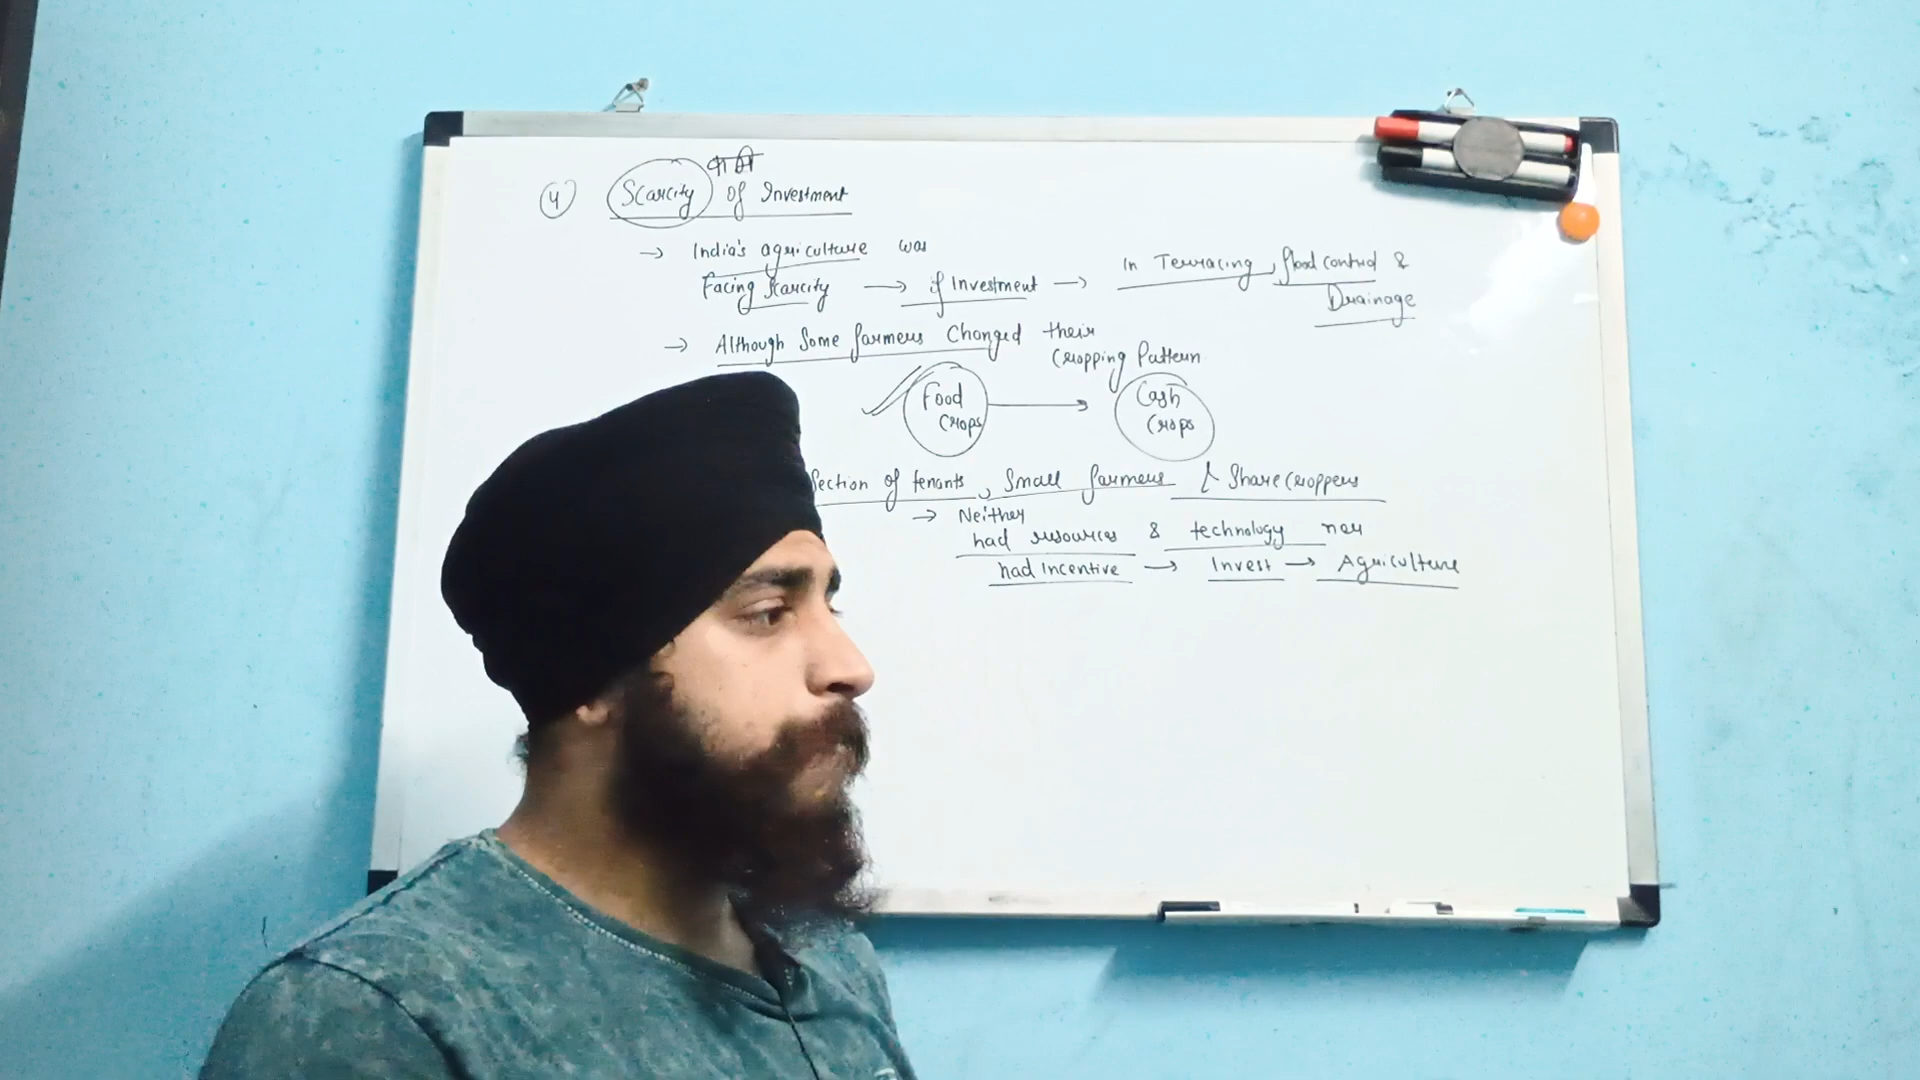 कमी
4 Scarcity of Investment
→ India's agriculture was
Facing Scarcity → of Investment → In Terracing, flood control &
Drainage
→ Although Some farmers Changed their
Cropping Pattern
Food Crops → Cash Crops
Section of tenants, Small farmers & Sharecroppers
→ Neither
had resources & technology nor
had incentive → Invest → Agriculture